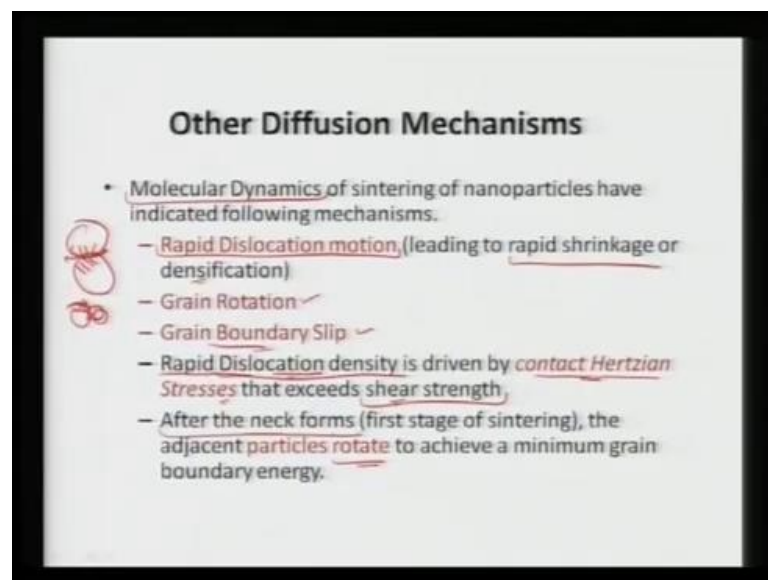 Other Diffusion Mechanisms
• Molecular Dynamics of sintering of nanoparticles have
indicated following mechanisms.
– Rapid Dislocation motion (leading to rapid shrinkage or
densification)
– Grain Rotation
– Grain Boundary Slip
– Rapid Dislocation density is driven by contact Hertzian
Stresses that exceeds shear strength
– After the neck forms (first stage of sintering), the
adjacent particles rotate to achieve a minimum grain
boundary energy.